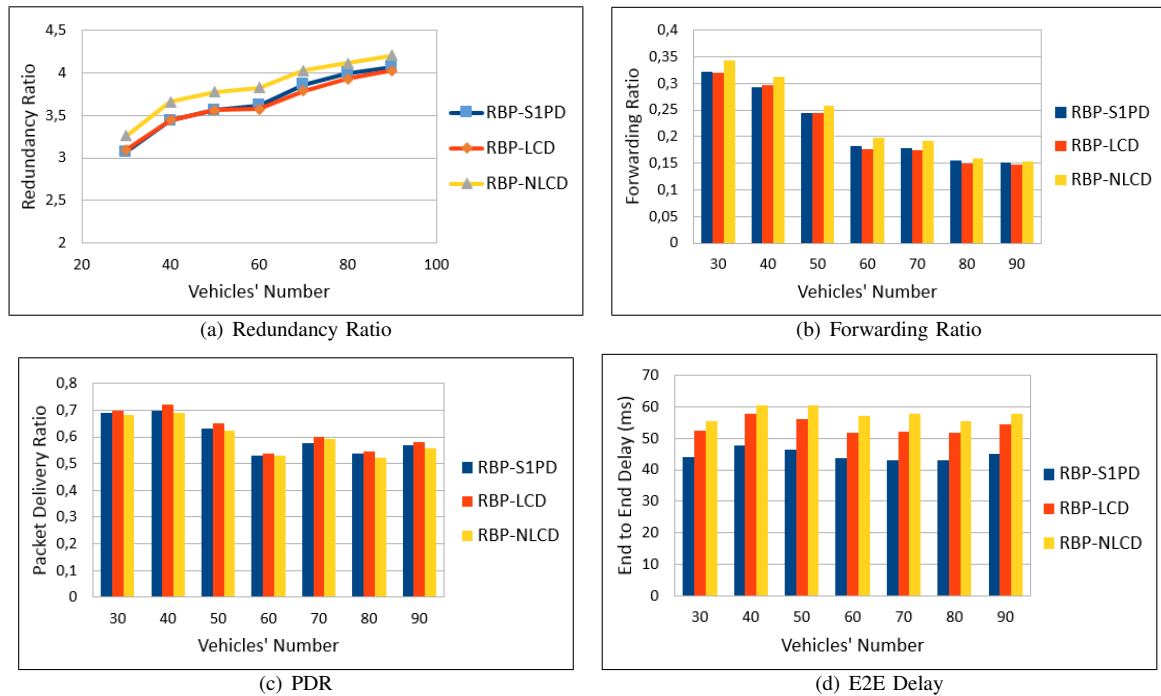 4,5
4
3,5
3
2,5
2
20
40
60
80
100
Redundancy Ratio
Vehicles' Number
RBP-S1PD
RBP-LCD
RBP-NLCD
(a) Redundancy Ratio
0,4
0,35
0,3
0,25
0,2
0,15
0,1
0,05
0
30
40
50
60
70
80
90
Forwarding Ratio
Vehicles' Number
RBP-S1PD
RBP-LCD
RBP-NLCD
(b) Forwarding Ratio
0,8
0,7
0,6
0,5
0,4
0,3
0,2
0,1
0
30
40
50
60
70
80
90
Packet Delivery Ratio
Vehicles' Number
RBP-S1PD
RBP-LCD
RBP-NLCD
(c) PDR
70
60
50
40
30
20
10
0
30
40
50
60
70
80
90
End to End Delay (ms)
Vehicles' Number
RBP-S1PD
RBP-LCD
RBP-NLCD
(d) E2E Delay